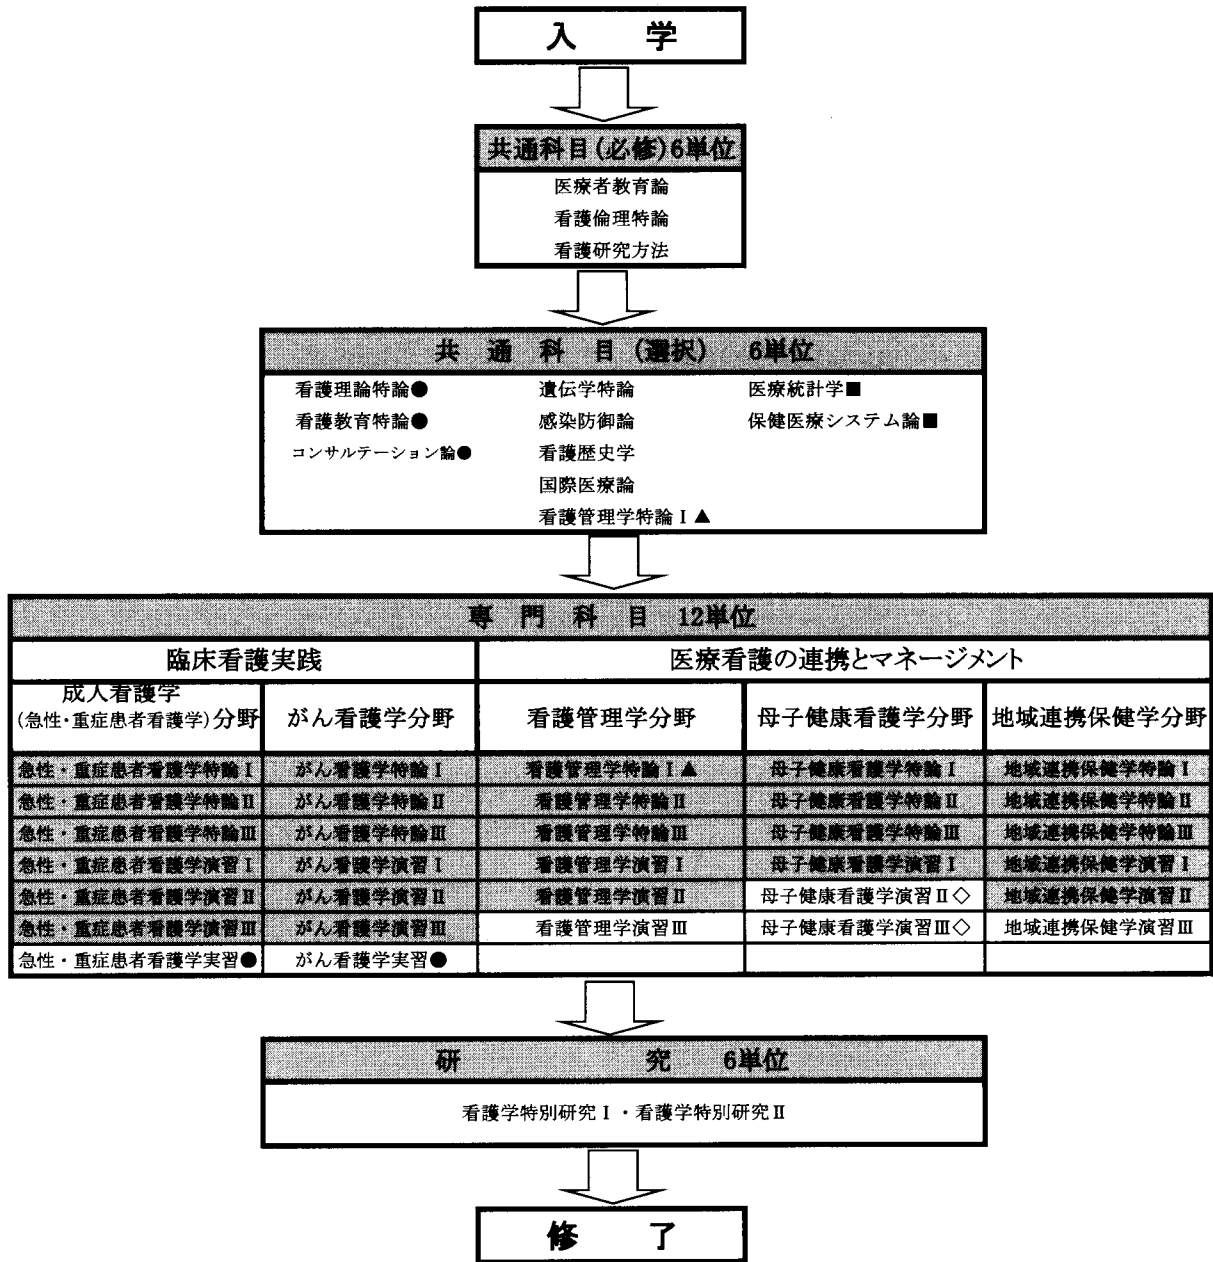 入 学
共通科目(必修)6単位
医療者教育論
看護倫理特論
看護研究方法
共 通 科 目 (選択) 6単位
看護理論特論● 遺伝学特論 医療統計学■
看護教育特論● 感染防御論 保健医療システム論■
コンサルテーション論● 看護歴史学
国際医療論
看護管理学特論Ⅰ▲
専 門 科 目 12単位
臨床看護実践 医療看護の連携とマネージメント
成人看護学
(急性・重症患者看護学)分野 がん看護学分野 看護管理学分野 母子健康看護学分野 地域連携保健学分野
急性・重症患者看護学特論Ⅰ がん看護学特論Ⅰ 看護管理学特論Ⅰ▲ 母子健康看護学特論Ⅰ 地域連携保健学特論Ⅰ
急性・重症患者看護学特論Ⅱ がん看護学特論Ⅱ 看護管理学特論Ⅱ 母子健康看護学特論Ⅱ 地域連携保健学特論Ⅱ
急性・重症患者看護学特論Ⅲ がん看護学特論Ⅲ 看護管理学特論Ⅲ 母子健康看護学特論Ⅲ 地域連携保健学特論Ⅲ
急性・重症患者看護学演習Ⅰ がん看護学演習Ⅰ 看護管理学演習Ⅰ 母子健康看護学演習Ⅰ 地域連携保健学演習Ⅰ
急性・重症患者看護学演習Ⅱ がん看護学演習Ⅱ 看護管理学演習Ⅱ 母子健康看護学演習Ⅱ◇ 地域連携保健学演習Ⅱ
急性・重症患者看護学演習Ⅲ がん看護学演習Ⅲ 看護管理学演習Ⅲ 母子健康看護学演習Ⅲ◇ 地域連携保健学演習Ⅲ
急性・重症患者看護学実習● がん看護学実習●
研 究 6単位
看護学特別研究Ⅰ・看護学特別研究Ⅱ
修 了